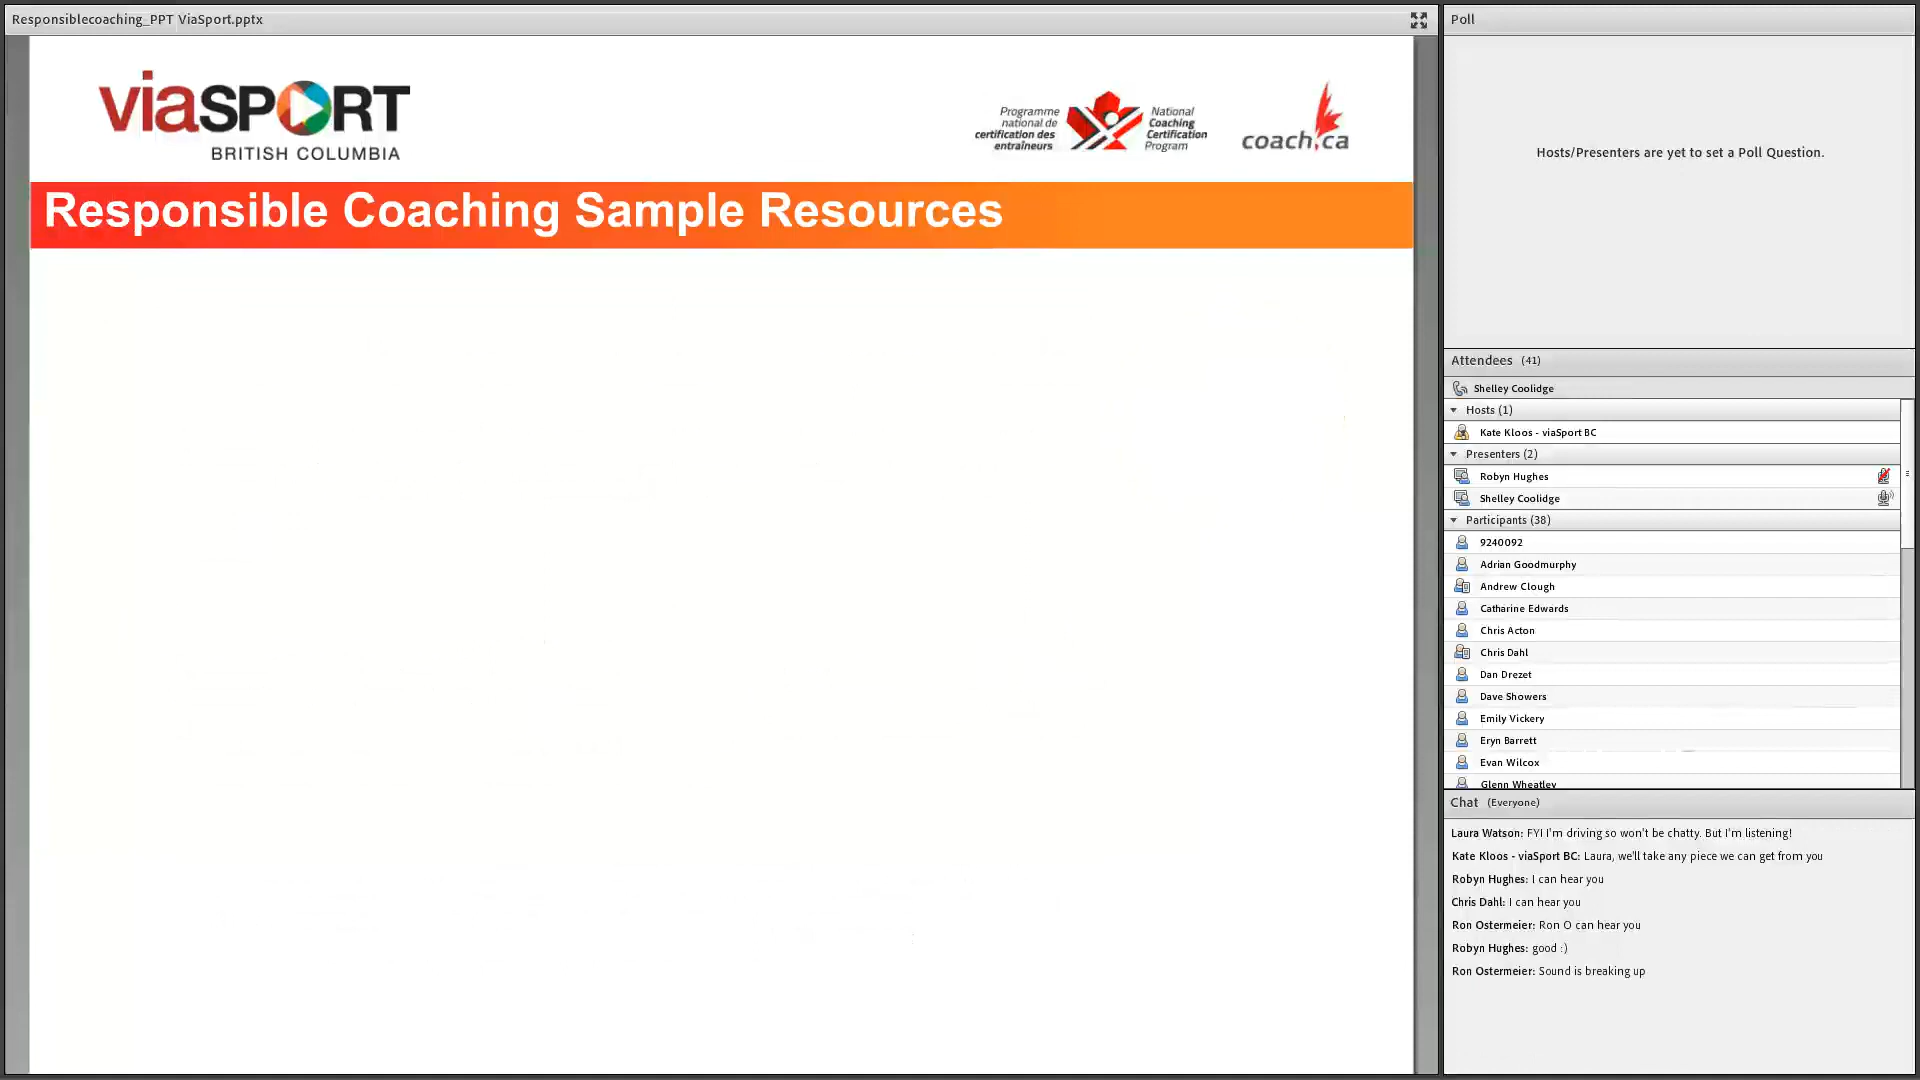 Responsiblecoaching_PPT ViaSport.pptx
viaSPORT
BRITISH COLUMBIA
Programme
national de
certification des
entraîneurs
National
Coaching
Certification
Program
coach.ca
Responsible Coaching Sample Resources
Poll
Hosts/Presenters are yet to set a Poll Question.
Attendees (41)
Shelley Coolidge
Hosts (1)
Kate Kloos - viaSport BC
Presenters (2)
Robyn Hughes
Shelley Coolidge
Participants (38)
9240092
Adrian Goodmurphy
Andrew Clough
Catharine Edwards
Chris Acton
Chris Dahl
Dan Drezet
Dave Showers
Emily Vickery
Eryn Barrett
Evan Wilcox
Glenn Wheatley
Chat (Everyone)
Laura Watson: FYI I'm driving so won't be chatty. But I'm listening!
Kate Kloos - viaSport BC: Laura, we'll take any piece we can get from you
Robyn Hughes: I can hear you
Chris Dahl: I can hear you
Ron Ostermeier: Ron O can hear you
Robyn Hughes: good :)
Ron Ostermeier: Sound is breaking up